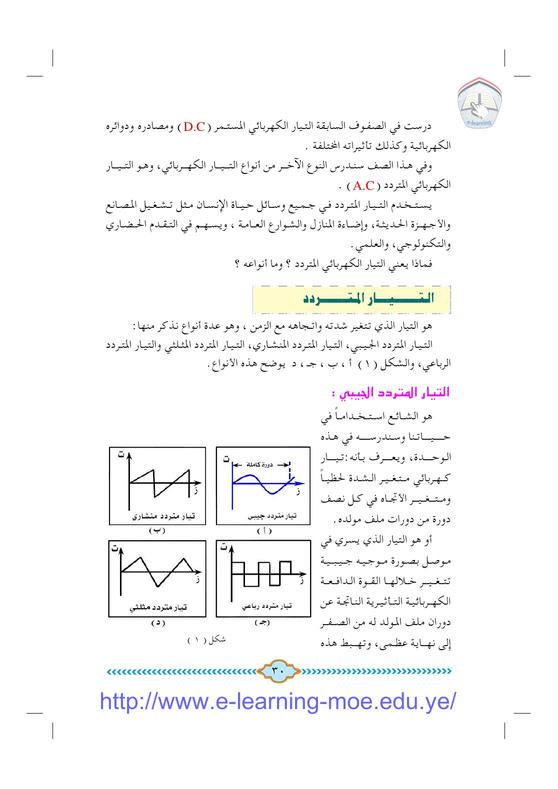 e-learning
درست في الصفوف السابقة التيار الكهربائي المستمر ( D.C ) ومصادره ودوائره
الكهربائية وكذلك تأثيراته المختلفة .
وفي هذا الصف سندرس النوع الآخر من أنواع التيار الكهربائي، وهو التيار
الكهربائي المتردد ( A.C ) .
يستخدم التيار المتردد في جميع وسائل حياة الإنسان مثل تشغيل المصانع
والأجهزة الحديثة، وإضاءة المنازل والشوارع العامة ، ويسهم في التقدم الحضاري
والتكنولوجي، والعلمي.
فماذا يعني التيار الكهربائي المتردد ؟ وما أنواعه ؟
التيار المتردد
هو التيار الذي تتغير شدته واتجاهه مع الزمن ، وهو عدة أنواع نذكر منها :
التيار المتردد الجيبي، التيار المتردد المنشاري، التيار المتردد المثلثي والتيار المتردد
الرباعي، والشكل ( ١ ) أ ، ب ، جـ ، د يوضح هذه الأنواع.
التيار المتردد الجيبي :
هو الشائع استخداماً في
حياتنا وسندرسه في هذه
الوحدة، ويعرف بأنه : تيار
كهربائي متغير الشدة لحظياً
ومتغير الاتجاه في كل نصف
دورة من دورات ملف مولده.
أو هو التيار الذي يسري في
موصل بصورة موجيه جيبية
تتغير خلالها القوة الدافعة
الكهربائية التأثيرية الناتجة عن
دوران ملف المولد له من الصفر
إلى نهاية عظمى، وتهبط هذه
ت
دورة كاملة
ز
تيار متردد جيبى
( أ )
ت
ز
تيار متردد منشاري
( ب )
ت
ز
تيار متردد رباعي
( جـ )
ت
ز
تيار متردد مثلثي
( د )
شكل ( ١ )
٣٠
http://www.e-learning-moe.edu.ye/